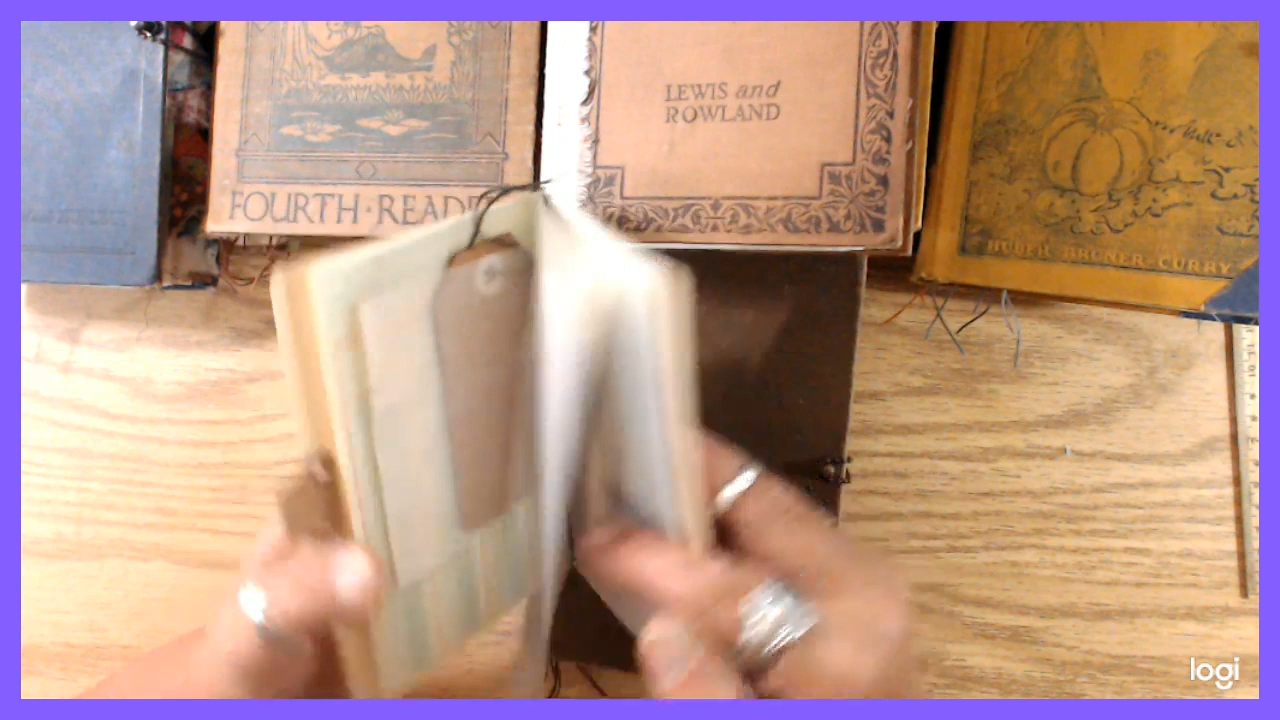 LEWIS and
ROWLAND
FOURTH·READE
HUBER BRUNER CURRY
logi